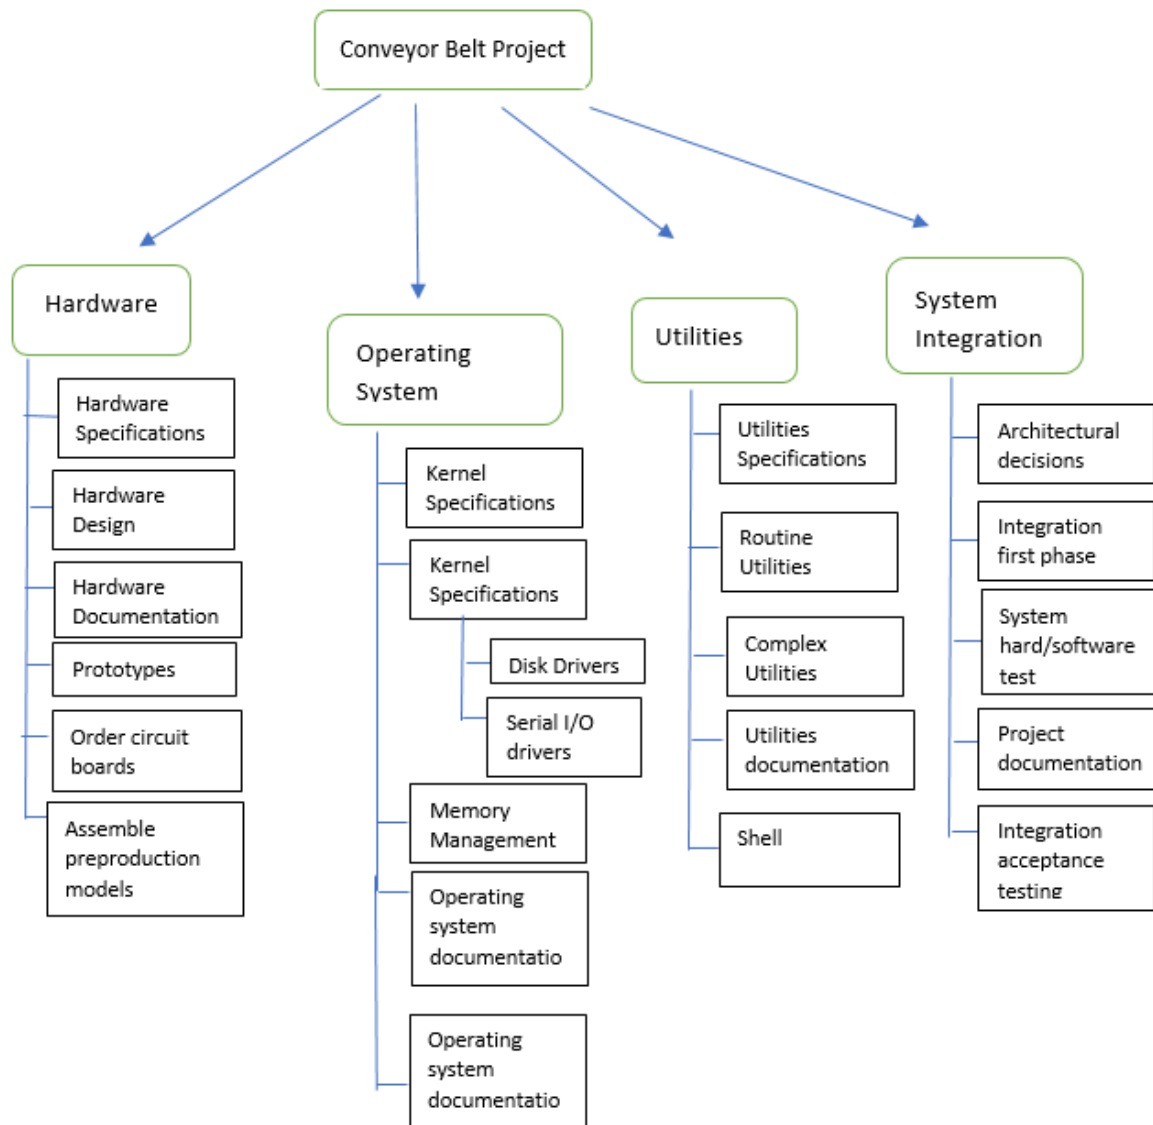 Conveyor Belt Project
Hardware
Hardware
Specifications
Hardware
Design
Hardware
Documentation
Prototypes
Order circuit
boards
Assemble
preproduction
models
Operating
System
Kernel
Specifications
Kernel
Specifications
Disk Drivers
Serial I/O
drivers
Memory
Management
Operating
system
documentatio
Operating
system
documentatio
Utilities
Utilities
Specifications
Routine
Utilities
Complex
Utilities
Utilities
documentation
Shell
System
Integration
Architectural
decisions
Integration
first phase
System
hard/software
test
Project
documentation
Integration
acceptance
testing